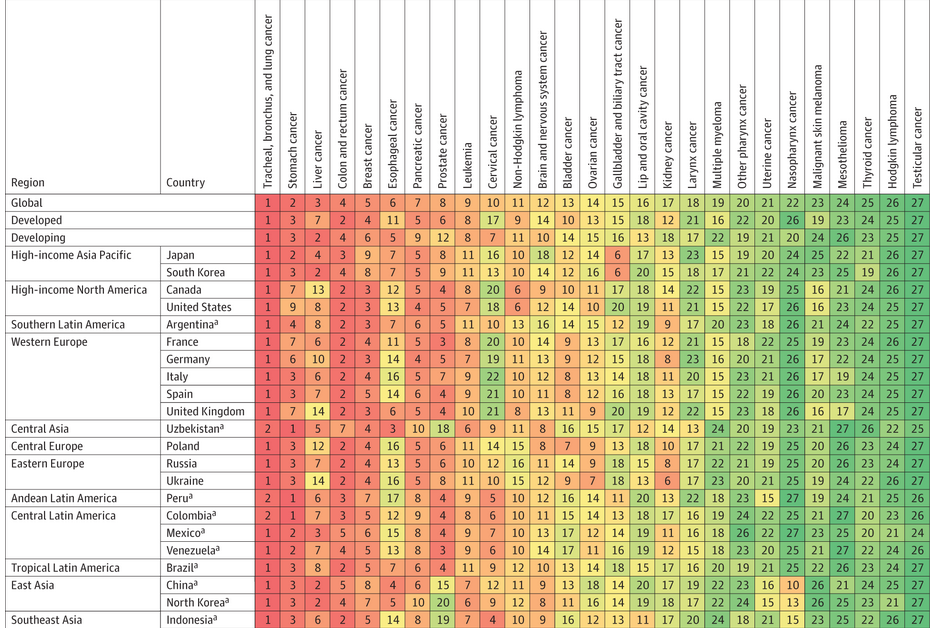 Region
Country
Tracheal, bronchus, and lung cancer
Stomach cancer
Liver cancer
Colon and rectum cancer
Breast cancer
Esophageal cancer
Pancreatic cancer
Prostate cancer
Leukemia
Cervical cancer
Non-Hodgkin lymphoma
Brain and nervous system cancer
Bladder cancer
Ovarian cancer
Gallbladder and biliary tract cancer
Lip and oral cavity cancer
Kidney cancer
Larynx cancer
Multiple myeloma
Other pharynx cancer
Uterine cancer
Nasopharynx cancer
Malignant skin melanoma
Mesothelioma
Thyroid cancer
Hodgkin lymphoma
Testicular cancer
Global 1 2 3 4 5 6 7 8 9 10 11 12 13 14 15 16 17 18 19 20 21 22 23 24 25 26 27
Developed 1 3 7 2 4 11 5 6 8 17 9 14 10 13 15 18 12 21 16 22 20 26 19 23 24 25 27
Developing 1 3 2 4 6 5 9 12 8 7 11 10 14 15 16 13 18 17 22 19 21 20 24 26 23 25 27
High-income Asia Pacific Japan 1 2 4 3 9 7 5 8 11 16 10 18 12 14 6 17 13 23 15 19 20 24 25 22 21 26 27
South Korea 1 3 2 4 8 7 5 9 11 13 10 14 12 16 6 20 15 18 17 21 22 24 23 25 19 26 27
High-income North America Canada 1 7 13 2 3 12 5 4 8 20 6 9 10 11 17 18 14 22 15 23 19 24 16 21 25 26 27
United States 1 9 8 2 3 13 4 5 7 18 6 12 14 10 20 19 11 21 15 22 17 26 16 23 24 25 27
Southern Latin America Argentinaᵃ 1 4 8 2 3 7 6 5 11 10 13 16 14 15 12 19 9 17 20 23 18 26 21 24 22 25 27
Western Europe France 1 7 6 2 4 11 5 3 8 20 10 14 9 13 17 16 12 21 15 18 22 25 19 23 24 26 27
Germany 1 6 10 2 3 14 4 5 7 19 11 13 9 12 15 18 8 23 16 20 21 26 17 22 24 25 27
Italy 1 3 6 2 4 16 5 7 9 22 10 12 8 13 14 18 11 20 15 23 21 26 17 19 24 25 27
Spain 1 3 7 2 5 14 6 4 9 21 10 11 8 12 16 18 13 17 15 19 22 26 20 23 24 25 27
United Kingdom 1 7 14 2 3 6 5 4 10 21 8 13 11 9 20 19 12 22 15 23 18 26 16 17 24 25 27
Central Asia Uzbekistanᵃ 2 1 5 7 4 3 10 18 6 9 11 8 16 15 17 12 14 13 24 20 19 21 23 27 26 22 25
Central Europe Poland 1 3 12 2 4 16 5 6 11 14 15 8 7 9 13 18 10 17 21 22 19 25 20 26 23 24 27
Eastern Europe Russia 1 3 7 2 4 13 5 6 10 12 16 11 14 9 18 15 8 17 22 21 19 25 20 26 23 24 27
Ukraine 1 3 14 2 4 16 5 8 11 10 15 12 9 7 18 13 6 17 23 20 21 25 19 26 22 24 27
Andean Latin America Peruᵃ 2 1 6 3 7 17 8 4 9 5 10 12 16 14 11 20 13 22 18 23 15 27 19 24 21 25 26
Central Latin America Colombiaᵃ 2 1 7 3 5 12 9 4 8 6 10 11 15 14 13 18 17 16 19 24 22 25 21 27 20 23 26
Mexicoᵃ 1 2 3 5 6 15 8 4 9 7 10 13 17 12 14 19 11 16 18 26 22 27 23 25 20 21 24
Venezuelaᵃ 1 2 7 4 5 13 8 3 9 6 10 14 17 11 16 19 12 15 18 23 20 25 21 27 22 24 26
Tropical Latin America Brazilᵃ 1 3 8 2 5 7 6 4 11 9 12 10 13 14 18 15 17 16 20 19 21 25 22 26 23 24 27
East Asia Chinaᵃ 1 3 2 5 8 4 6 15 7 12 11 9 13 18 14 20 17 19 22 23 16 10 26 21 24 25 27
North Koreaᵃ 1 3 2 4 7 5 10 20 6 9 12 8 11 16 14 19 18 17 22 24 15 13 26 25 23 21 27
Southeast Asia Indonesiaᵃ 1 3 6 2 5 14 8 19 7 4 10 9 16 12 13 11 17 20 24 18 21 15 23 26 22 25 27